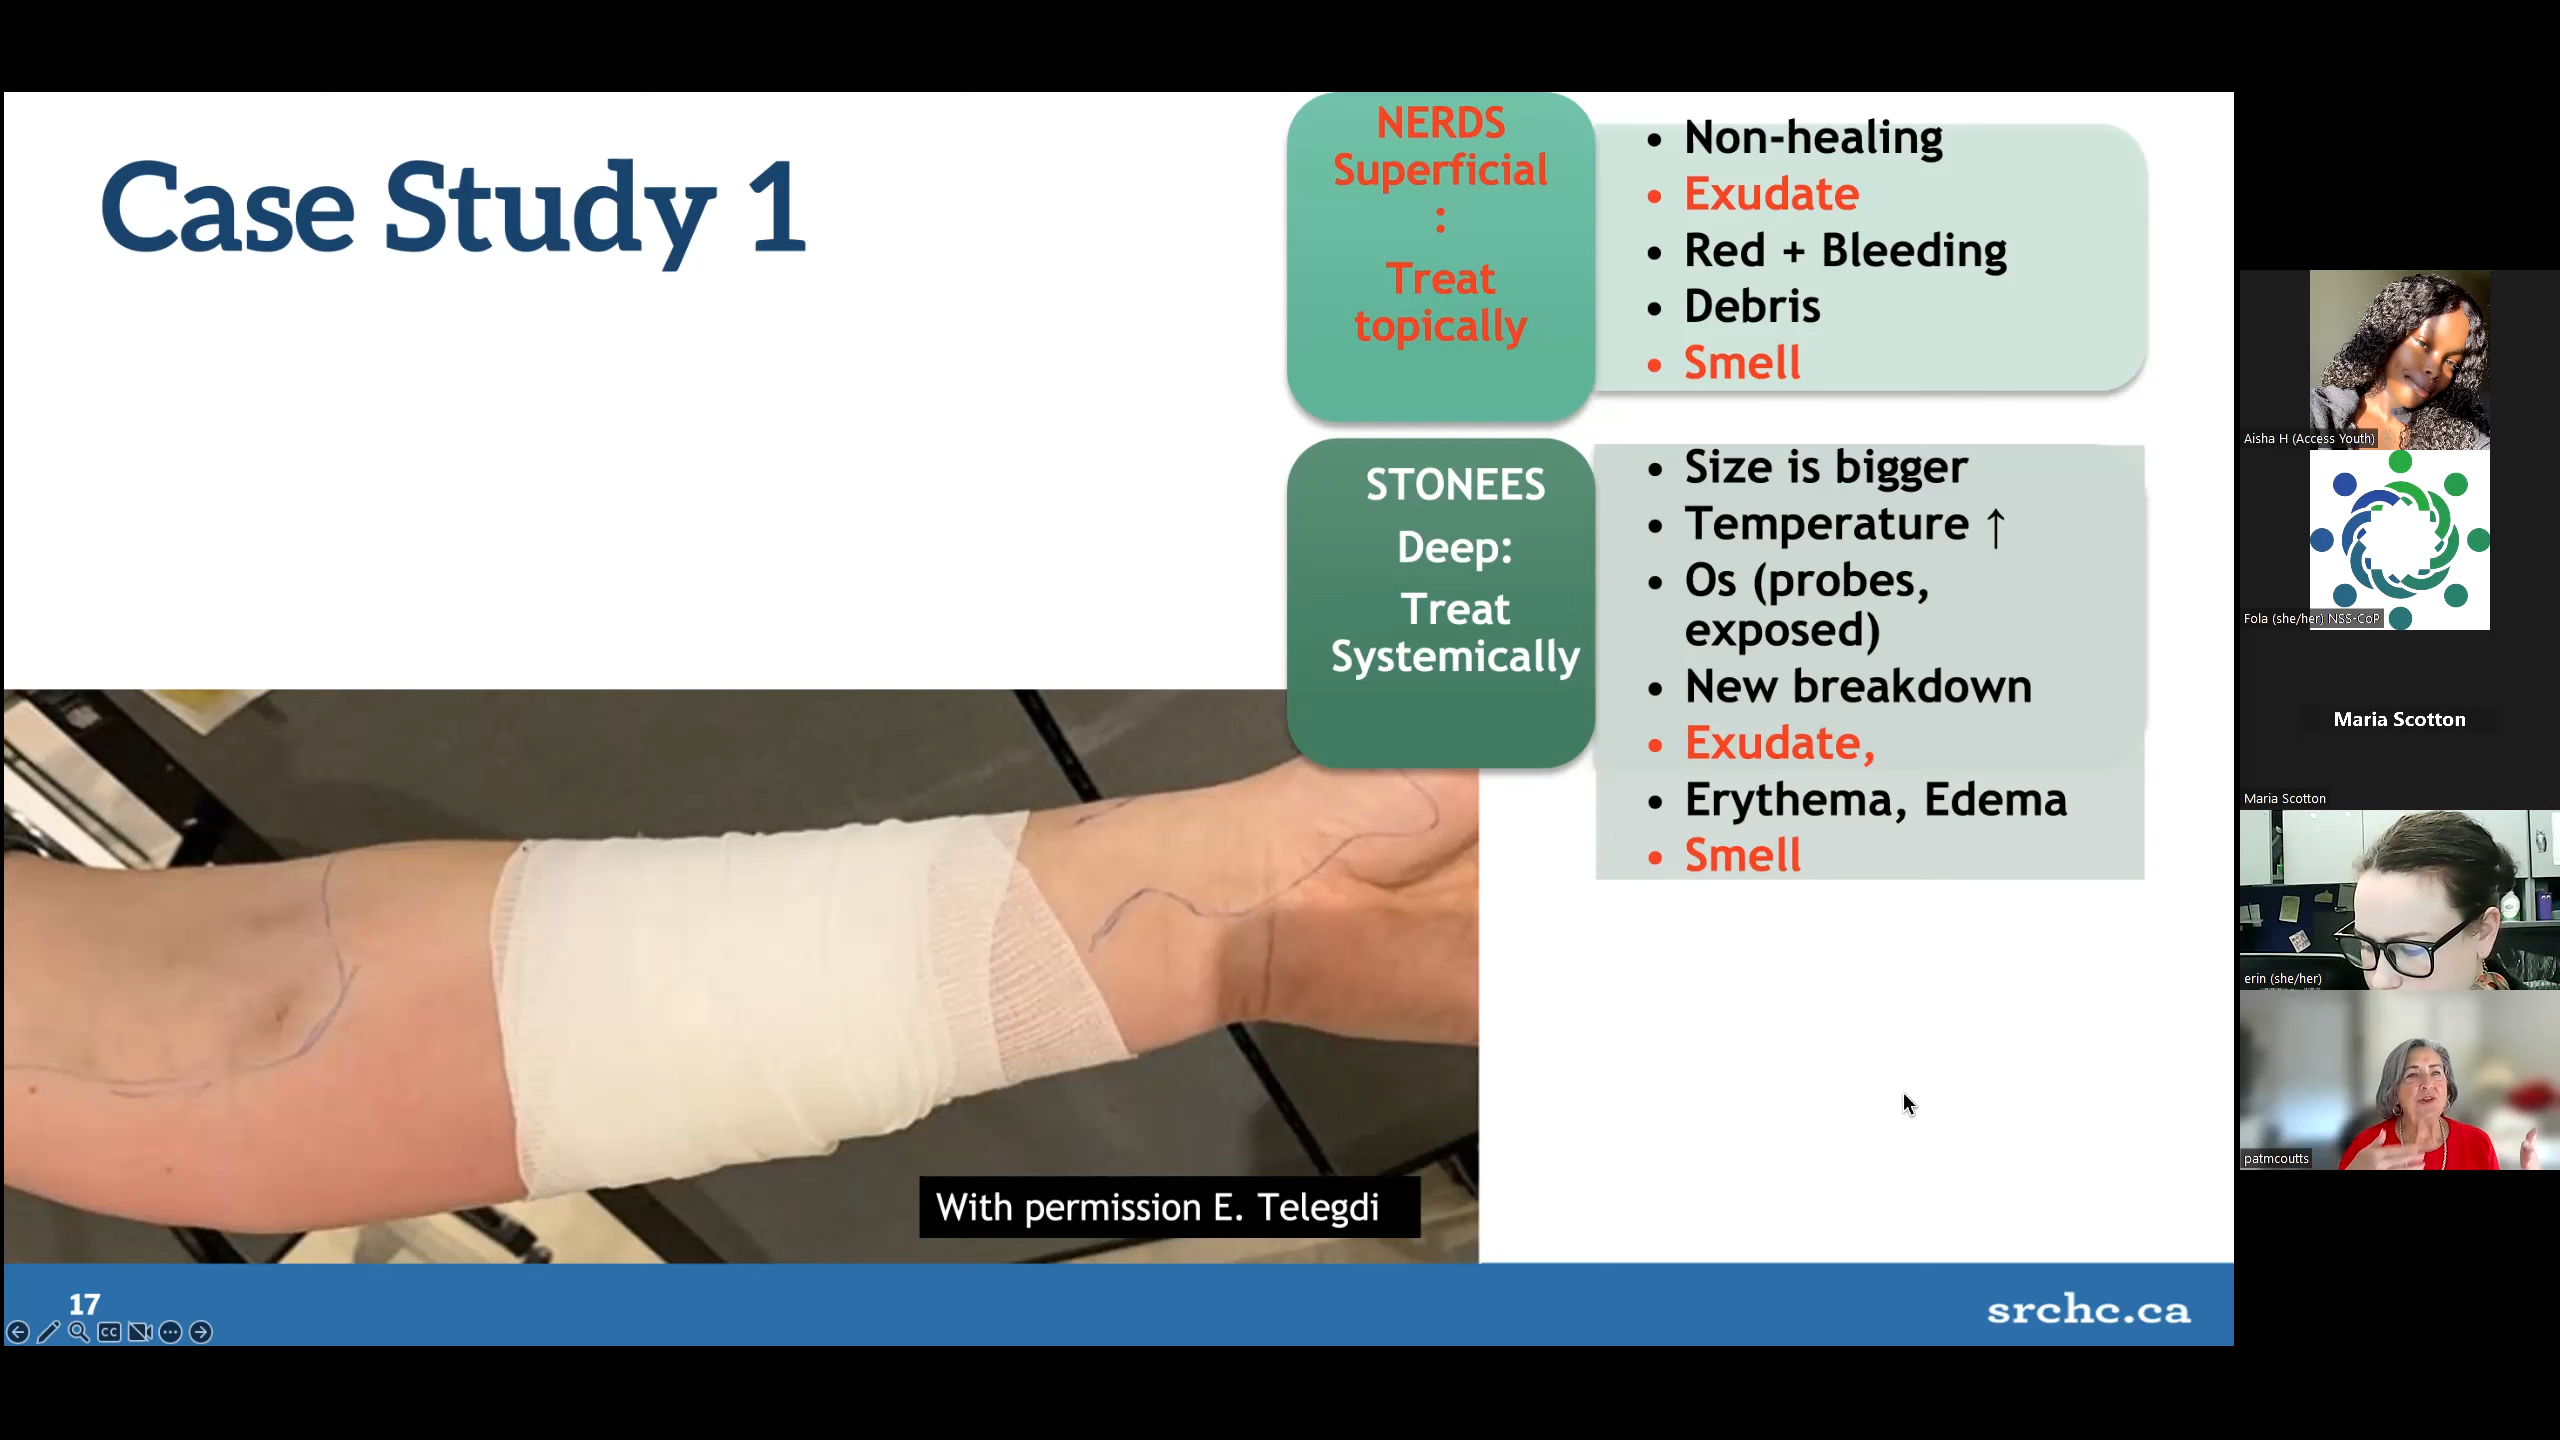 Case Study 1
NERDS
Superficial
:
Treat
topically
• Non-healing
• Exudate
• Red + Bleeding
• Debris
• Smell
STONEES
Deep:
Treat
Systemically
• Size is bigger
• Temperature ↑
• Os (probes,
exposed)
• New breakdown
• Exudate,
• Erythema, Edema
• Smell
With permission E. Telegdi
17
CC
srchc.ca
Aisha H (Access Youth)
Fola (she/her) NSS-CoP
Maria Scotton
Maria Scotton
erin (she/her)
patmcoutts